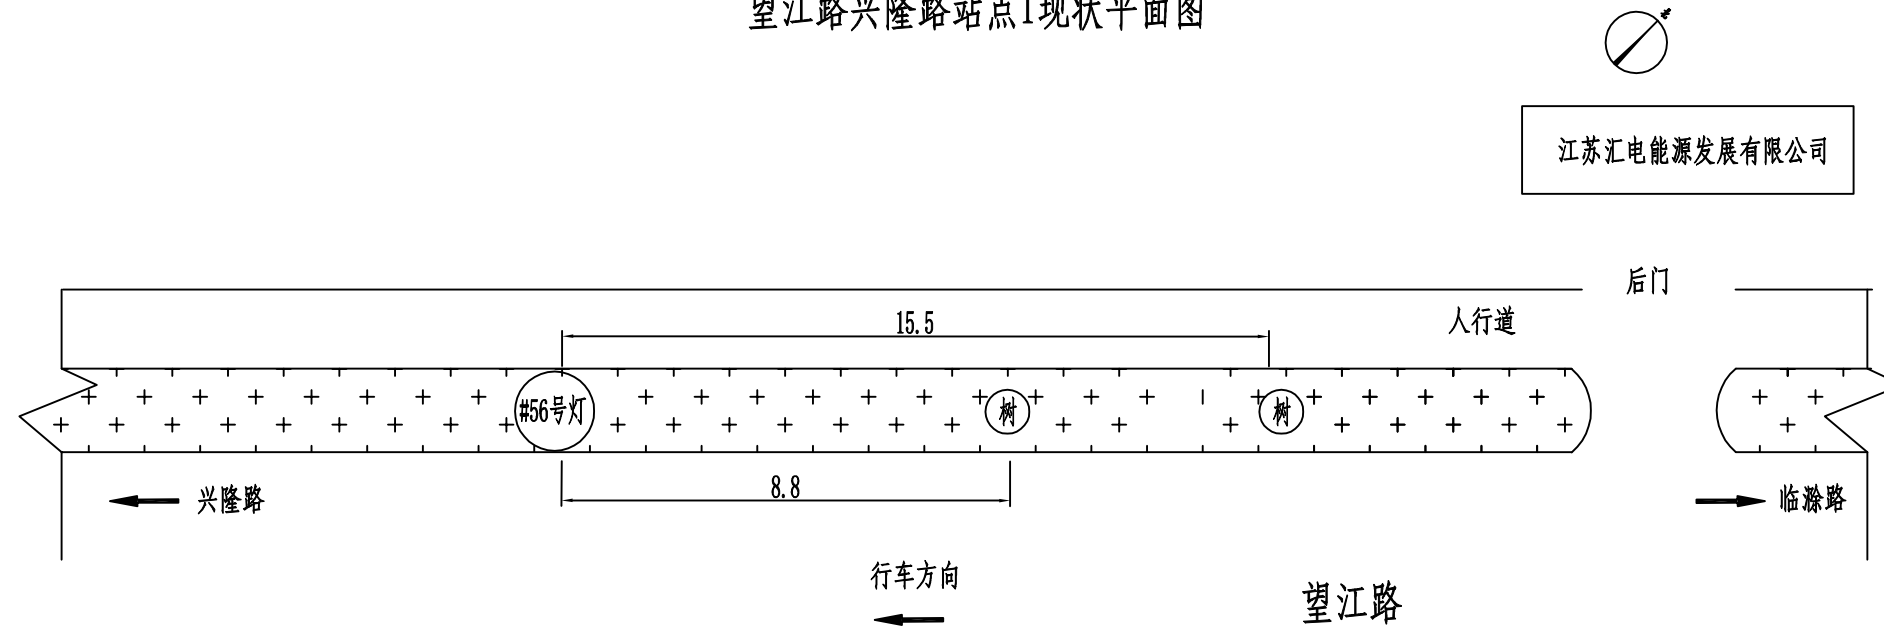 望江路兴隆路站点1现状平面图
北
江苏汇电能源发展有限公司
后门
15.5
人行道
#56号灯
树
树
8.8
兴隆路
临滁路
行车方向
望江路